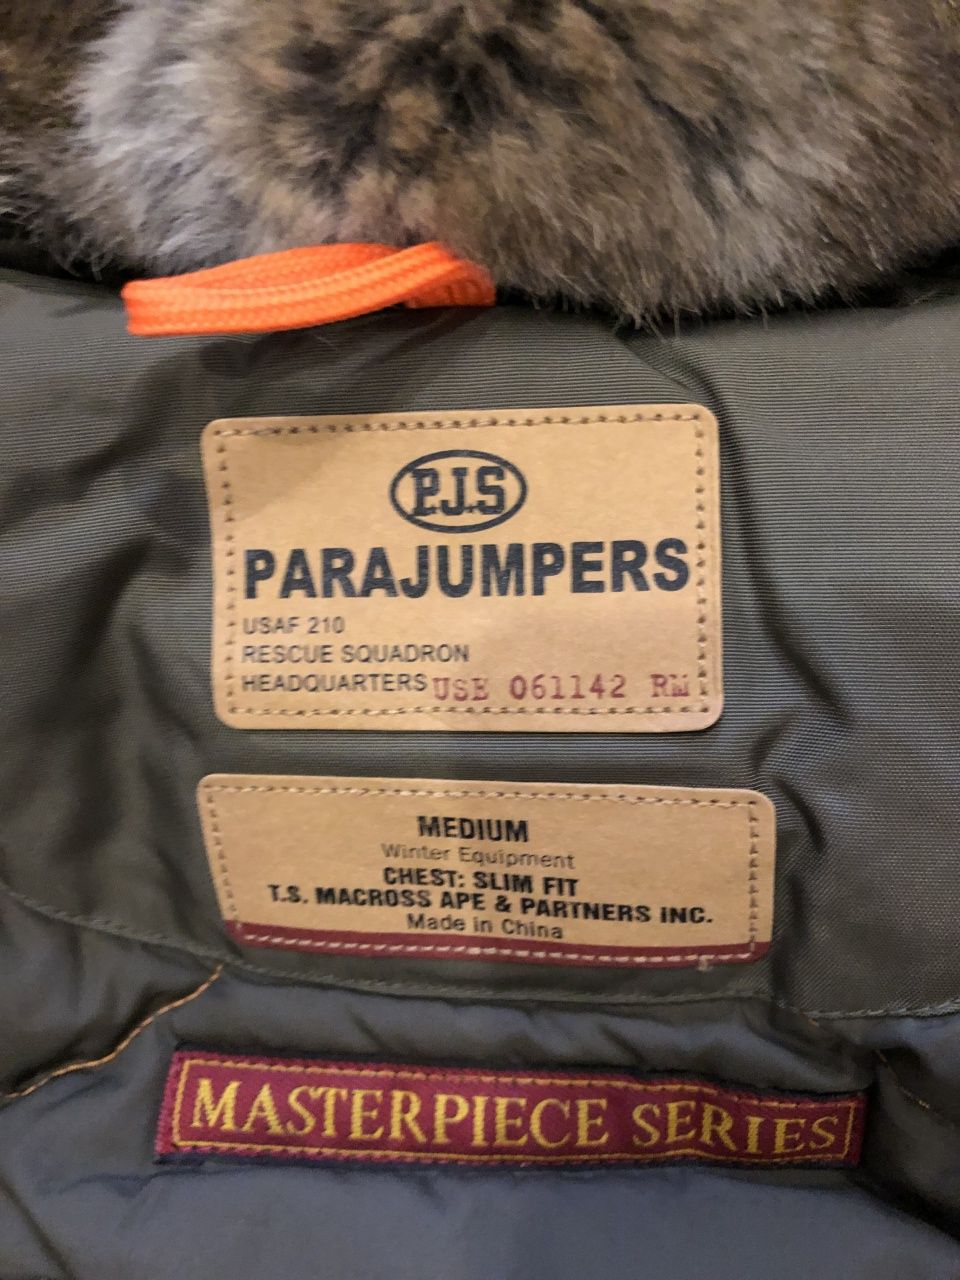 P.J.S
PARAJUMPERS
USAF 210
RESCUE SQUADRON
HEADQUARTERS USE 061142 RM
MEDIUM
Winter Equipment
CHEST: SLIM FIT
T.S. MACROSS APE & PARTNERS INC.
Made in China
MASTERPIECE SERIES